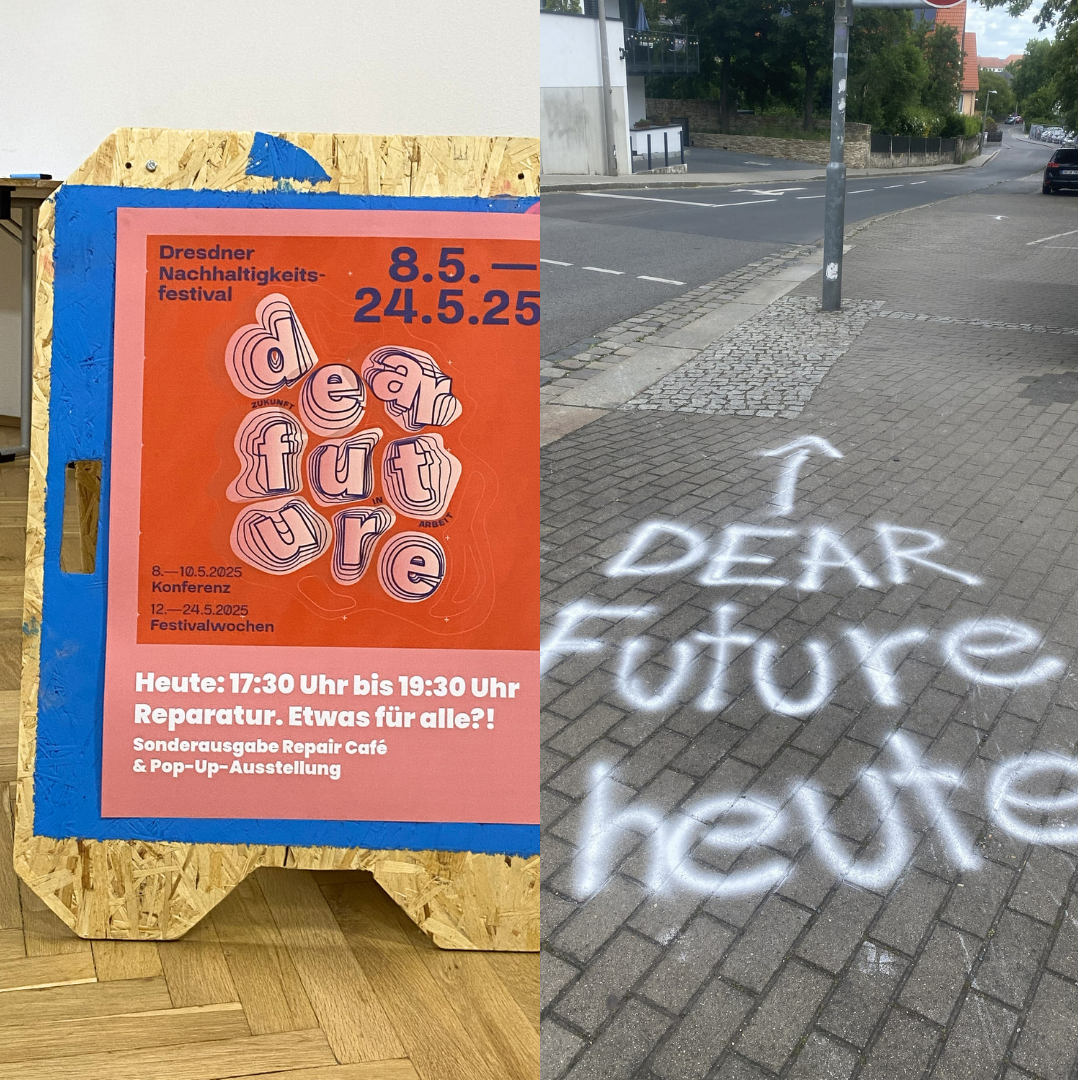 Dresdner
Nachhaltigkeits-
festival
8.5.—
24.5.25
dear
ZUKUNFT
fut
IN
ARBEIT
ure
8.—10.5.2025
Konferenz
12.—24.5.2025
Festivalwochen
Heute: 17:30 Uhr bis 19:30 Uhr
Reparatur. Etwas für alle?!
Sonderausgabe Repair Café
& Pop-Up-Ausstellung
↑
DEAR
Future
heute